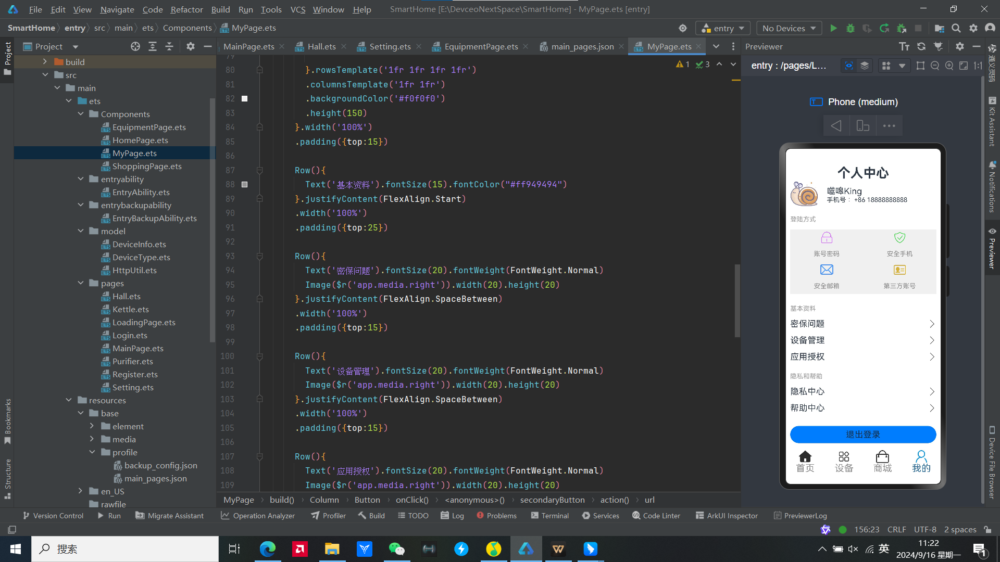 File Edit View Navigate Code Refactor Build Run Tools VCS Window Help SmartHome [E:\DevceoNextSpace\SmartHome] - MyPage.ets [entry]
SmartHome entry src main ets Components MyPage.ets entry No Devices
Project
MainPage.ets Hall.ets Setting.ets EquipmentPage.ets main_pages.json MyPage.ets
Previewer
Project
build
src
main
ets
Components
EquipmentPage.ets
HomePage.ets
MyPage.ets
ShoppingPage.ets
entryability
EntryAbility.ets
entrybackupability
EntryBackupAbility.ets
model
DeviceInfo.ets
DeviceType.ets
HttpUtil.ets
pages
Hall.ets
Kettle.ets
LoadingPage.ets
Login.ets
MainPage.ets
Purifier.ets
Register.ets
Setting.ets
resources
base
element
media
profile
backup_config.json
main_pages.json
en_US
rawfile
Bookmarks
Structure
1 3
79
80 }.rowsTemplate('1fr 1fr 1fr 1fr')
81 .columnsTemplate('1fr 1fr')
82 .backgroundColor('#f0f0f0')
83 .height(150)
84 }.width('100%')
85 .padding({top:15})
86
87 Row(){
88 Text('基本资料').fontSize(15).fontColor("#ff949494")
89 }.justifyContent(FlexAlign.Start)
90 .width('100%')
91 .padding({top:25})
92
93 Row(){
94 Text('密保问题').fontSize(20).fontWeight(FontWeight.Normal)
95 Image($r('app.media.right')).width(20).height(20)
96 }.justifyContent(FlexAlign.SpaceBetween)
97 .width('100%')
98 .padding({top:15})
99
100 Row(){
101 Text('设备管理').fontSize(20).fontWeight(FontWeight.Normal)
102 Image($r('app.media.right')).width(20).height(20)
103 }.justifyContent(FlexAlign.SpaceBetween)
104 .width('100%')
105 .padding({top:15})
106
107 Row(){
108 Text('应用授权').fontSize(20).fontWeight(FontWeight.Normal)
109 Image($r('app.media.right')).width(20).height(20)
MyPage build() Column Button onClick() <anonymous>() secondaryButton action() url
entry : /pages/L...
1:1
Phone (medium)
个人中心
噬嗥King
手机号： +86 18888888888
登陆方式
账号密码 安全手机
安全邮箱 第三方账号
基本资料
密保问题
设备管理
应用授权
隐私和帮助
隐私中心
帮助中心
退出登录
首页 设备 商城 我的
通义灵码
Kit Assistant
Notifications
Previewer
Device File Browser
Version Control Run Migrate Assistant Operation Analyzer Profiler Build TODO Log Problems Terminal Services Code Linter ArkUI Inspector PreviewerLog
156:23 CRLF UTF-8 2 spaces
搜索
英
11:22
2024/9/16 星期一
1